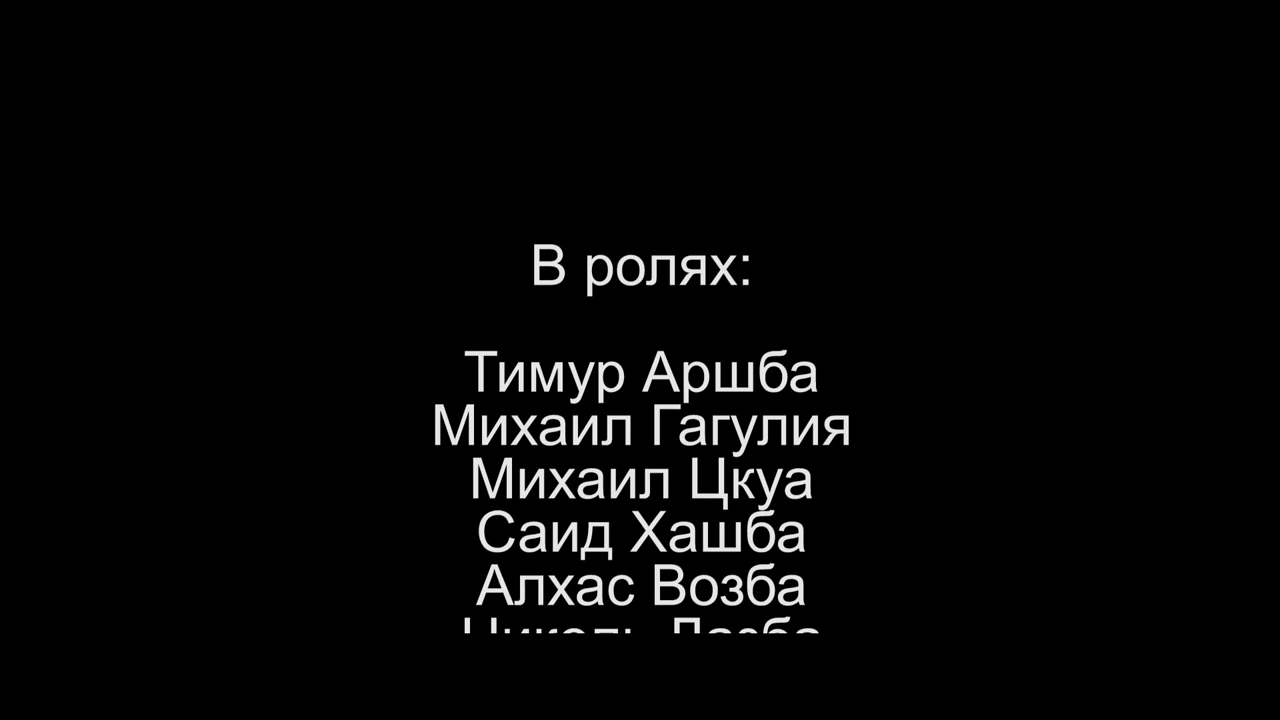 В ролях:
Тимур Аршба
Михаил Гагулия
Михаил Цкуа
Саид Хашба
Алхас Возба